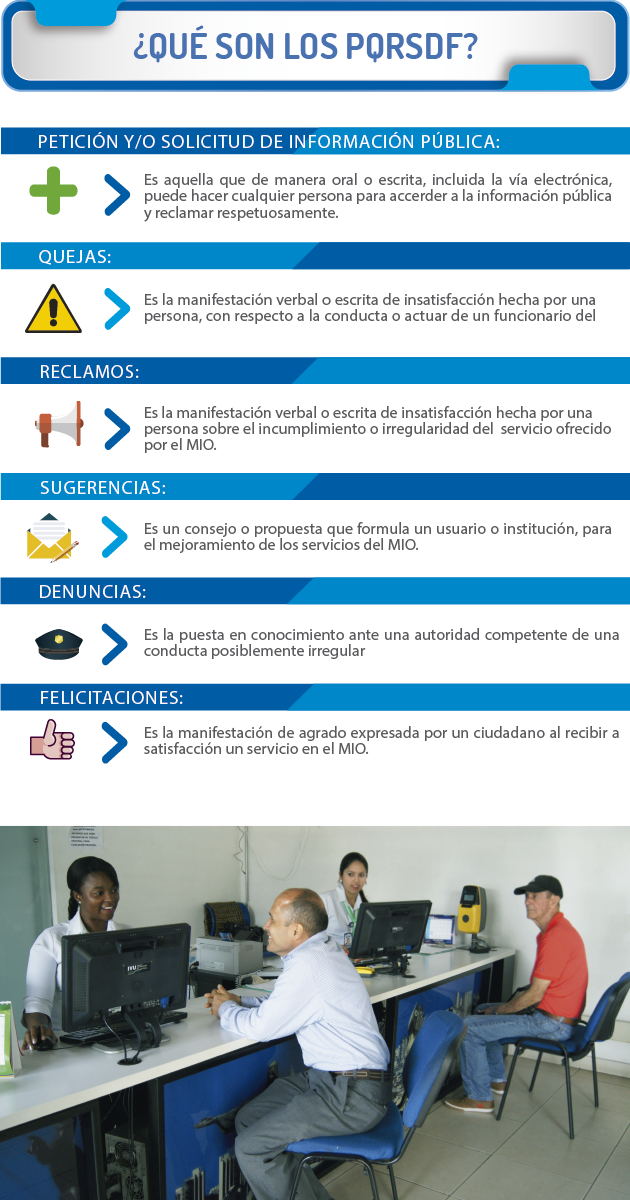 ¿QUÉ SON LOS PQRSDF?
PETICIÓN Y/O SOLICITUD DE INFORMACIÓN PÚBLICA:
Es aquella que de manera oral o escrita, incluida la vía electrónica,
puede hacer cualquier persona para accerder a la información pública
y reclamar respetuosamente.
QUEJAS:
Es la manifestación verbal o escrita de insatisfacción hecha por una
persona, con respecto a la conducta o actuar de un funcionario del
RECLAMOS:
Es la manifestación verbal o escrita de insatisfacción hecha por una
persona sobre el incumplimiento o irregularidad del servicio ofrecido
por el MIO.
SUGERENCIAS:
Es un consejo o propuesta que formula un usuario o institución, para
el mejoramiento de los servicios del MIO.
DENUNCIAS:
Es la puesta en conocimiento ante una autoridad competente de una
conducta posiblemente irregular
FELICITACIONES:
Es la manifestación de agrado expresada por un ciudadano al recibir a
satisfacción un servicio en el MIO.